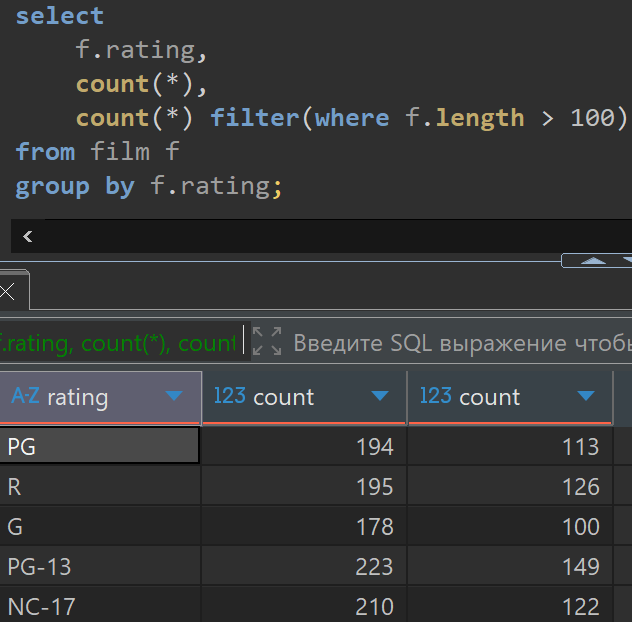 select
f.rating,
count(*),
count(*) filter(where f.length > 100)
from film f
group by f.rating;
f.rating, count(*), count
Введите SQL выражение чтобы
A-Z rating 123 count 123 count
PG 194 113
R 195 126
G 178 100
PG-13 223 149
NC-17 210 122